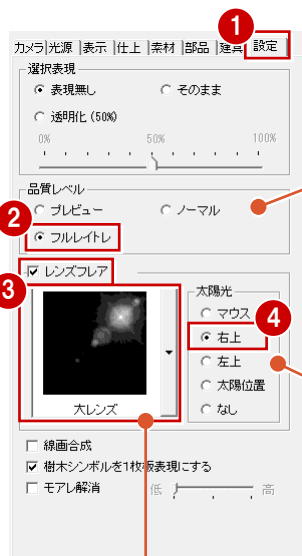 1
カメラ|光源|表示|仕上|素材|部品|建具 設定
選択表現
表現無し そのまま
透明化 (50%)
0% 50% 100%
品質レベル
プレビュー ノーマル
2
フルレイトレ
レンズフレア
3
太陽光
マウス
4
右上
左上
太陽位置
なし
大レンズ
線画合成
樹木シンボルを1枚板表現にする
モアレ解消 低 高